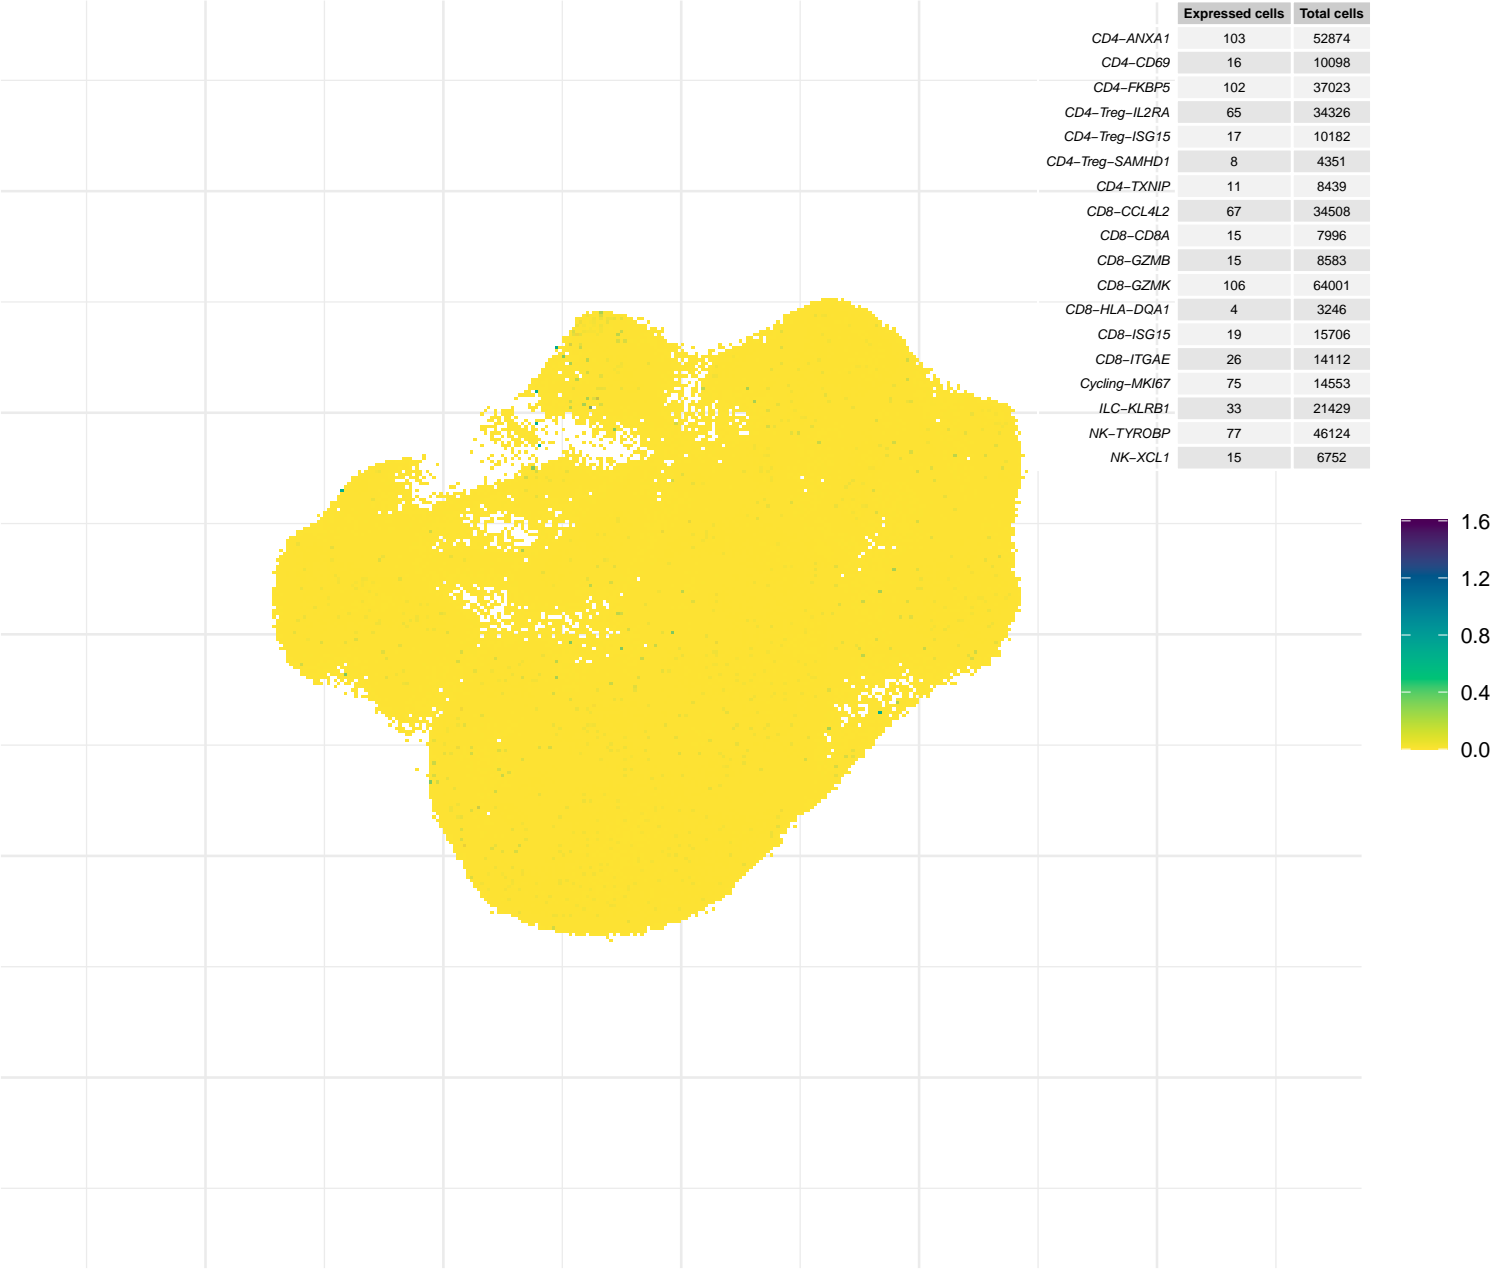 Expressed cells Total cells
CD4−ANXA1 103 52874
CD4−CD69 16 10098
CD4−FKBP5 102 37023
CD4−Treg−IL2RA 65 34326
CD4−Treg−ISG15 17 10182
CD4−Treg−SAMHD1 8 4351
CD4−TXNIP 11 8439
CD8−CCL4L2 67 34508
CD8−CD8A 15 7996
CD8−GZMB 15 8583
CD8−GZMK 106 64001
CD8−HLA−DQA1 4 3246
CD8−ISG15 19 15706
CD8−ITGAE 26 14112
Cycling−MKI67 75 14553
ILC−KLRB1 33 21429
NK−TYROBP 77 46124
NK−XCL1 15 6752
1.6
1.2
0.8
0.4
0.0